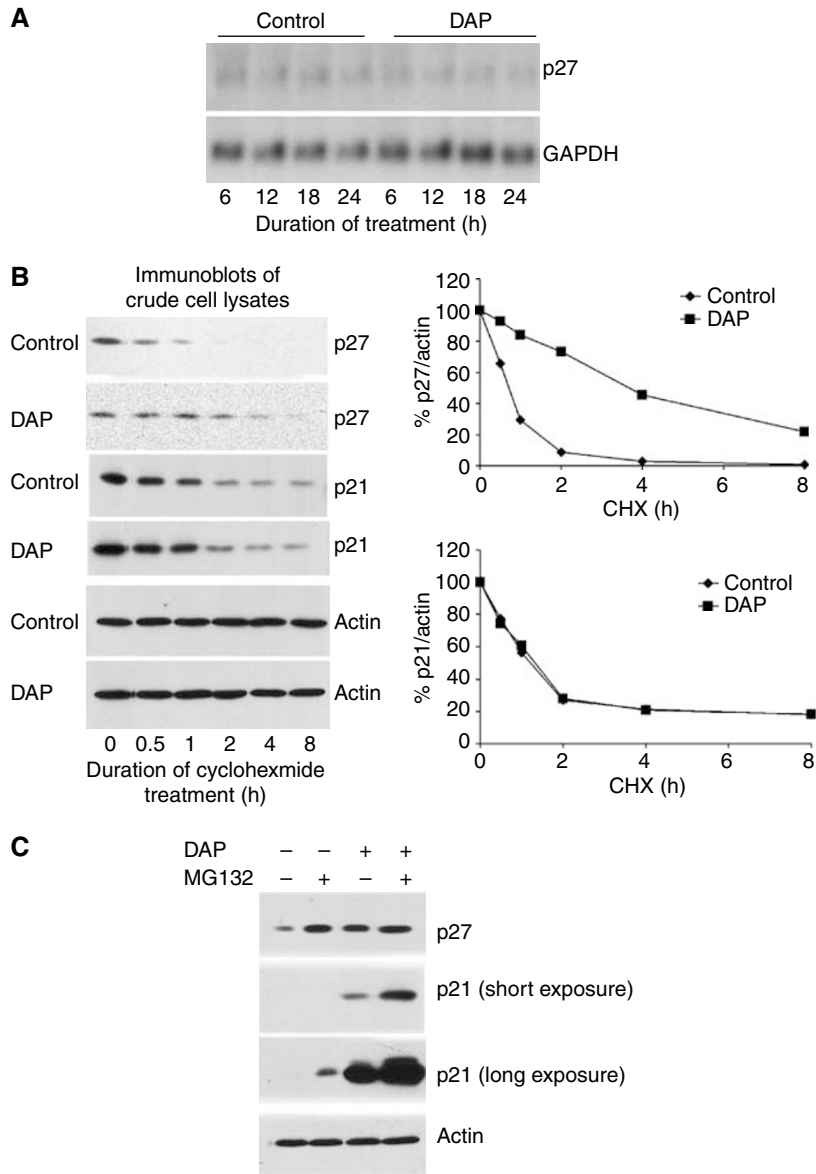 A
Control DAP
p27
GAPDH
6 12 18 24 6 12 18 24
Duration of treatment (h)
B
Immunoblots of
crude cell lysates
Control p27
DAP p27
Control p21
DAP p21
Control Actin
DAP Actin
0 0.5 1 2 4 8
Duration of cyclohexmide
treatment (h)
120
100
80
60
40
20
0
% p27/actin
Control
DAP
0 2 4 6 8
CHX (h)
120
100
80
60
40
20
0
% p21/actin
Control
DAP
0 2 4 6 8
CHX (h)
C
DAP – – + +
MG132 – + – +
p27
p21 (short exposure)
p21 (long exposure)
Actin